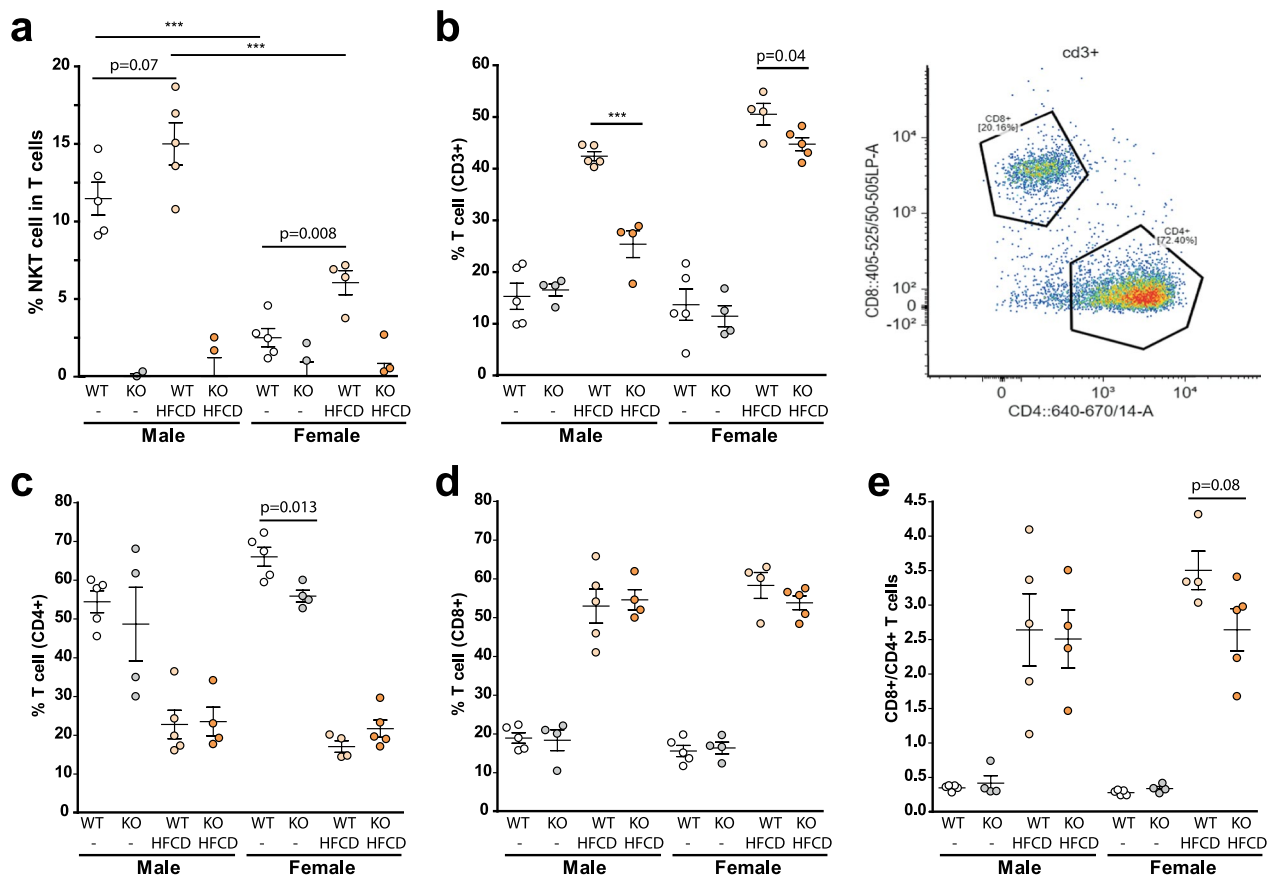 a
***
***
p=0.07
p=0.008
% NKT cell in T cells
20
15
10
5
0
WT KO WT KO WT KO WT KO
- - HFCD HFCD - - HFCD HFCD
Male Female
b
p=0.04
***
% T cell (CD3+)
60
50
40
30
20
10
0
WT KO WT KO WT KO WT KO
- - HFCD HFCD - - HFCD HFCD
Male Female
cd3+
CD8+
[20.16%]
CD4+
[72.40%]
CD8::405-525/50-505LP-A
10⁴
10³
10²
0
-10²
0 10³ 10⁴
CD4::640-670/14-A
c
p=0.013
% T cell (CD4+)
80
70
60
50
40
30
20
10
0
WT KO WT KO WT KO WT KO
- - HFCD HFCD - - HFCD HFCD
Male Female
d
% T cell (CD8+)
80
70
60
50
40
30
20
10
0
WT KO WT KO WT KO WT KO
- - HFCD HFCD - - HFCD HFCD
Male Female
e
p=0.08
CD8+/CD4+ T cells
4.5
4.0
3.5
3.0
2.5
2.0
1.5
1.0
0.5
0.0
WT KO WT KO WT KO WT KO
- - HFCD HFCD - - HFCD HFCD
Male Female